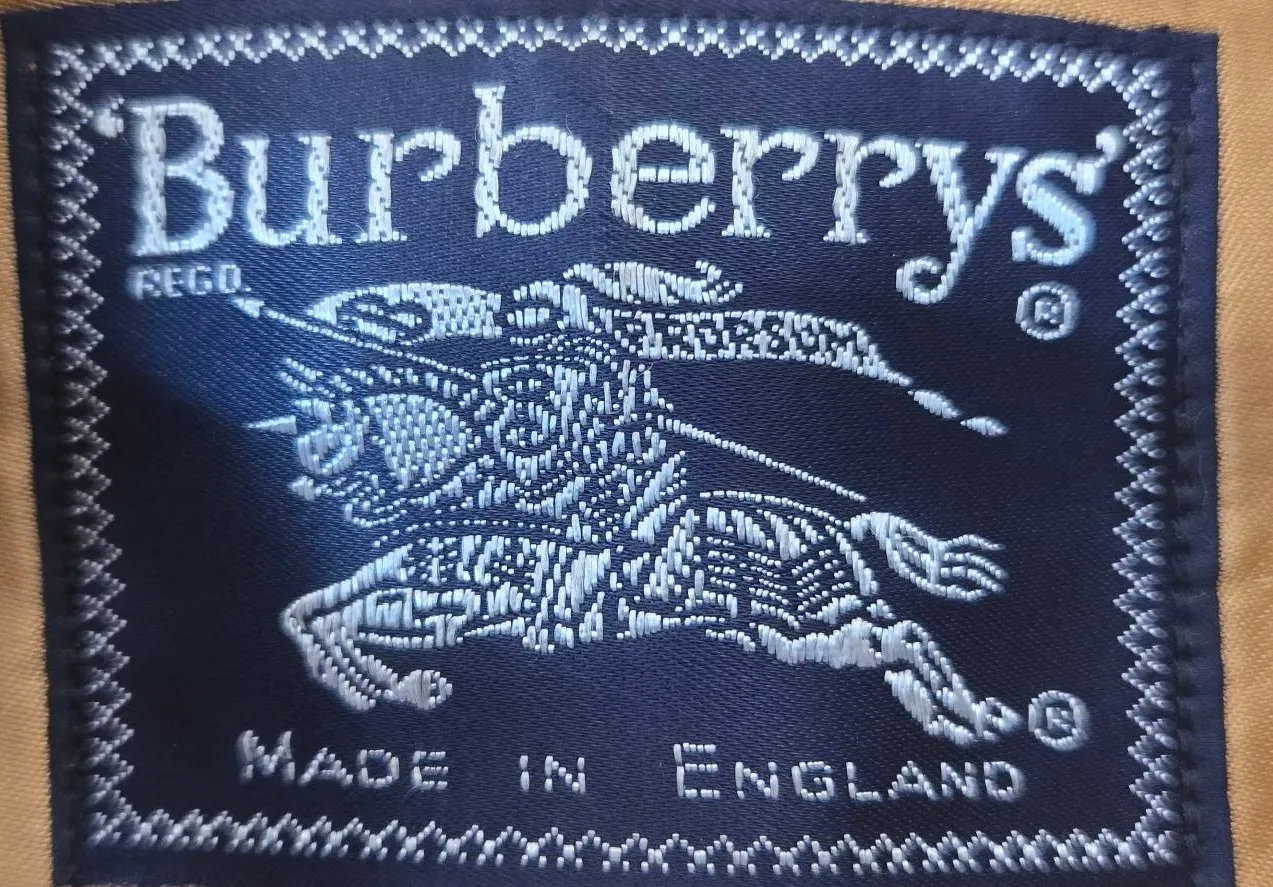 ‘Burberrys’
REGD. ®
®
MADE IN ENGLAND